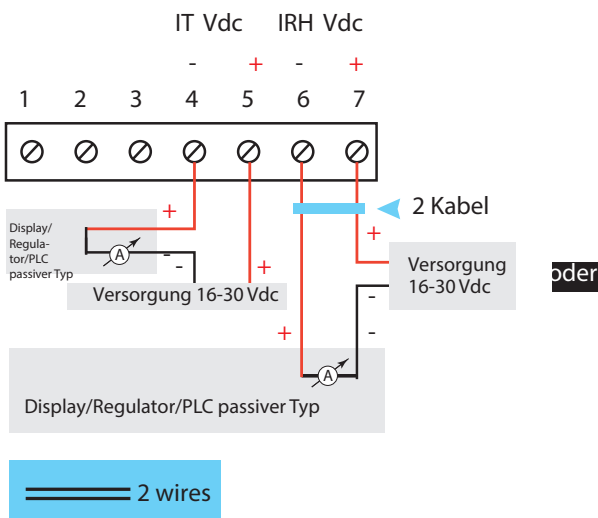 IT Vdc IRH Vdc
- + - +
1 2 3 4 5 6 7
2 Kabel
+
+
Display/
Regula-
tor/PLC
passiver Typ
A
-
-
+
Versorgung 16-30 Vdc
Versorgung
16-30 Vdc
oder
-
+
-
A
Display/Regulator/PLC passiver Typ
2 wires